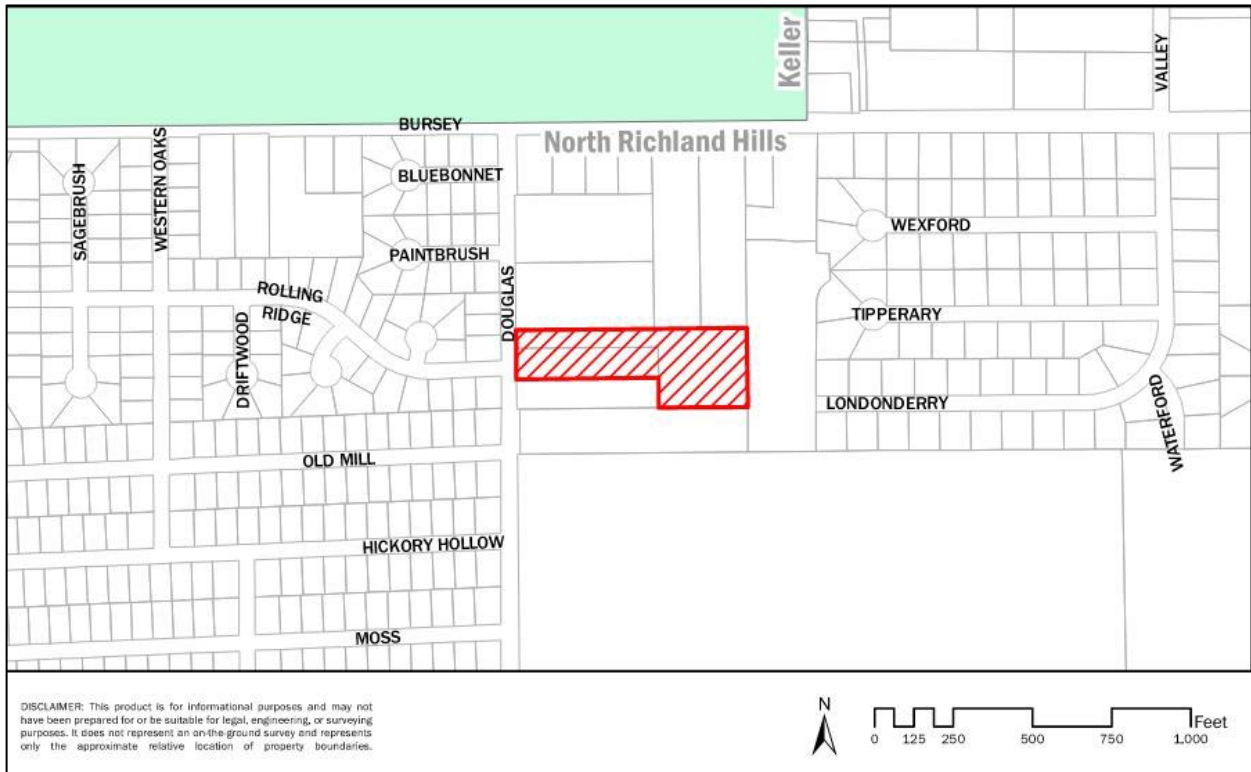 Keller
VALLEY
BURSEY
North Richland Hills
SAGEBRUSH
WESTERN OAKS
BLUEBONNET
WEXFORD
PAINTBRUSH
ROLLING
RIDGE
DOUGLAS
DRIFTWOOD
TIPPERARY
LONDONDERRY
WATERFORD
OLD MILL
HICKORY HOLLOW
MOSS
DISCLAIMER: This product is for informational purposes and may not
have been prepared for or be suitable for legal, engineering, or surveying
purposes. It does not represent an on-the-ground survey and represents
only the approximate relative location of property boundaries.
N
Feet
0 125 250 500 750 1,000